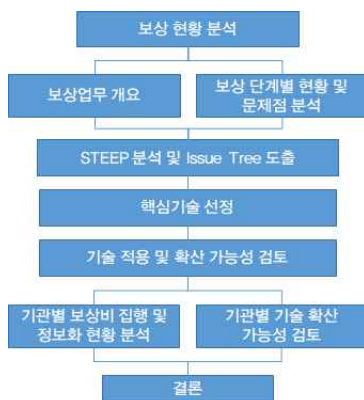 보상 현황 분석
보상업무 개요
보상 단계별 현황 및
문제점 분석
STEEP 분석 및 Issue Tree 도출
핵심기술 선정
기술 적용 및 확산 가능성 검토
기관별 보상비 집행 및
정보화 현황 분석
기관별 기술 확산
가능성 검토
결론